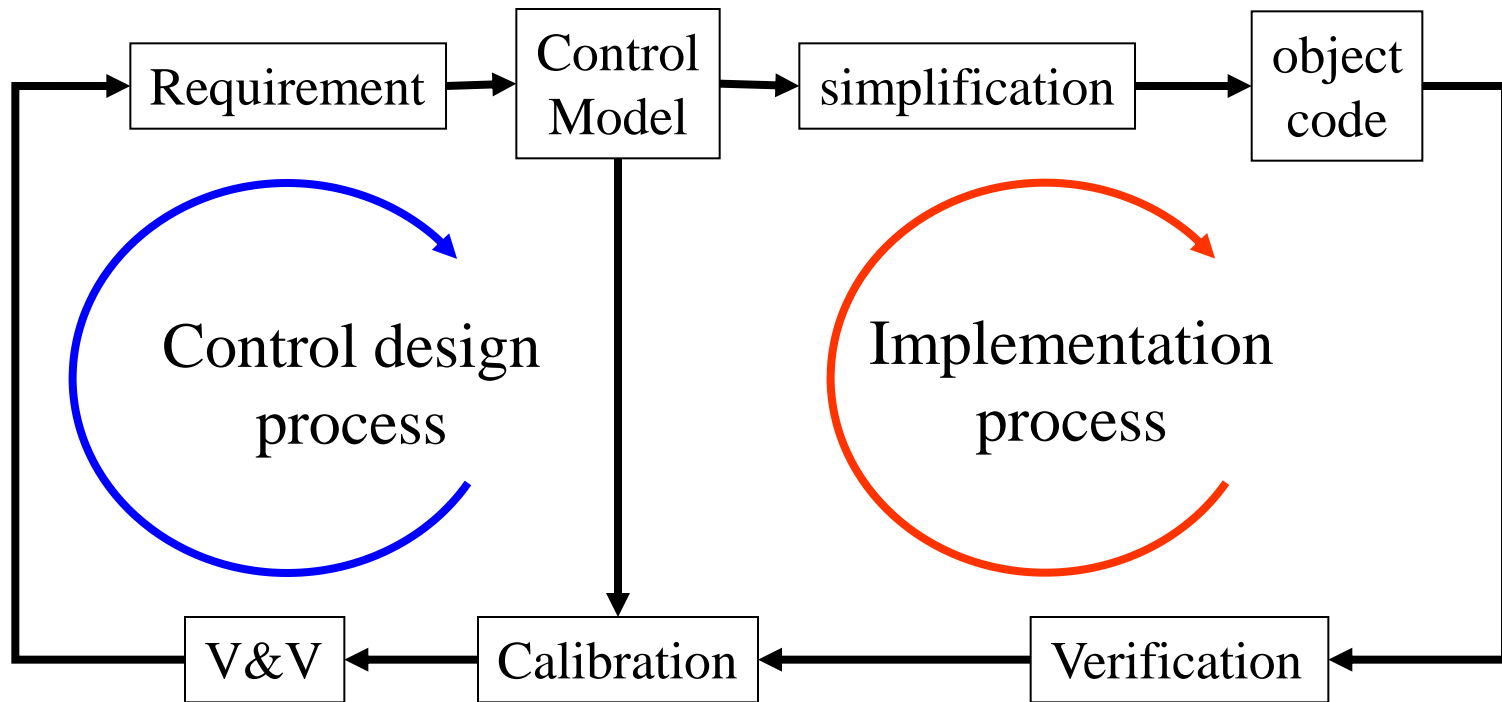 Requirement
Control
Model
simplification
object
code
Control design
process
Implementation
process
V&V
Calibration
Verification